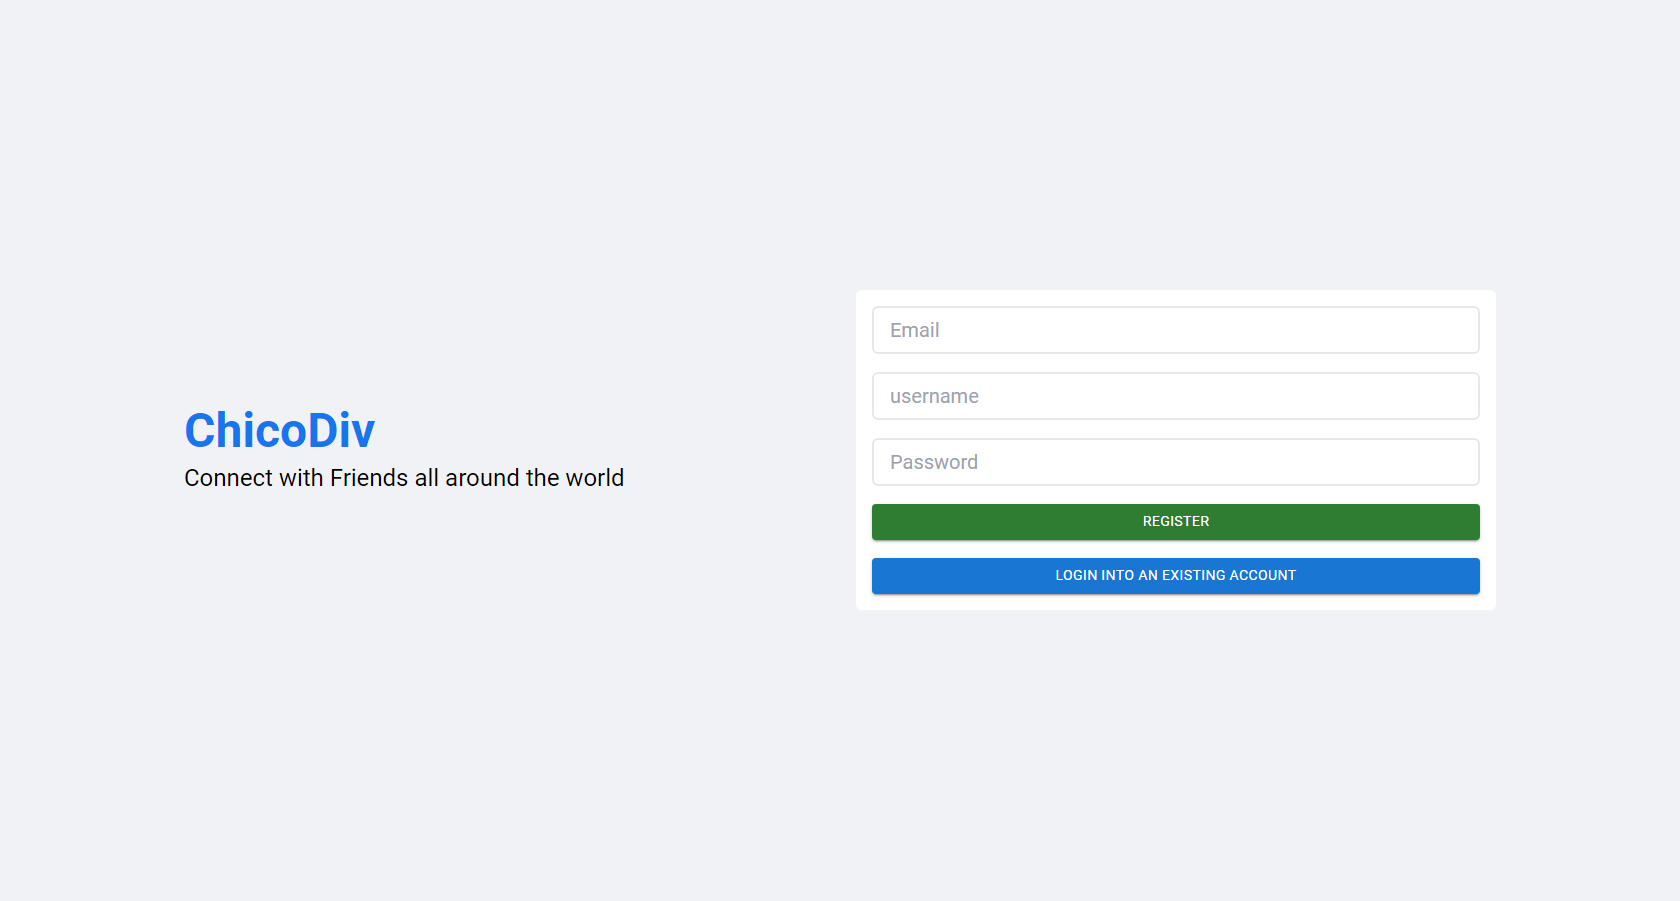 ChicoDiv
Connect with Friends all around the world
Email
username
Password
REGISTER
LOGIN INTO AN EXISTING ACCOUNT